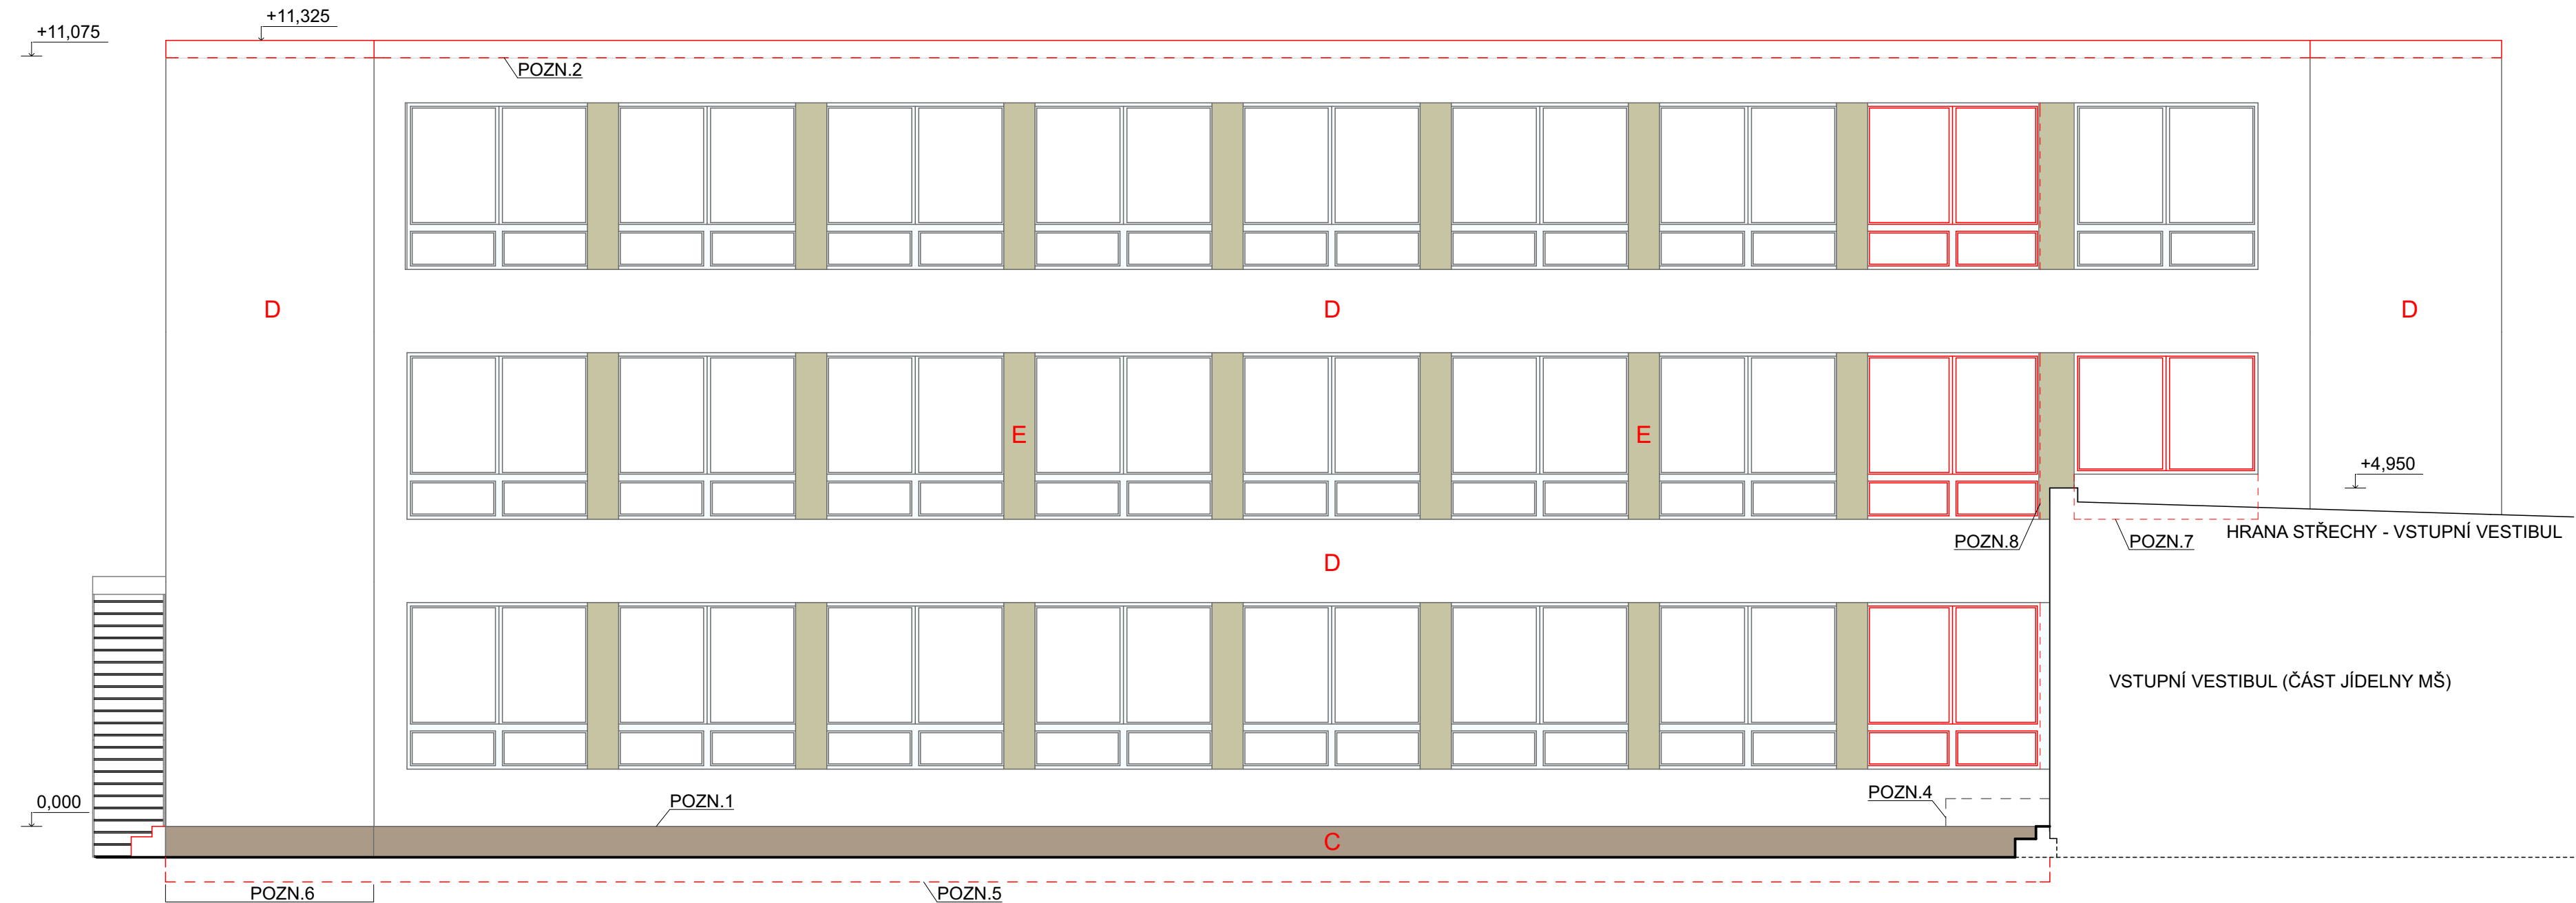 +11,325
+11,075
POZN.2
D
D
D
E
E
+4,950
HRANA STŘECHY - VSTUPNÍ VESTIBUL
POZN.8
POZN.7
D
VSTUPNÍ VESTIBUL (ČÁST JÍDELNY MŠ)
0,000
POZN.1
POZN.4
C
POZN.6
POZN.5